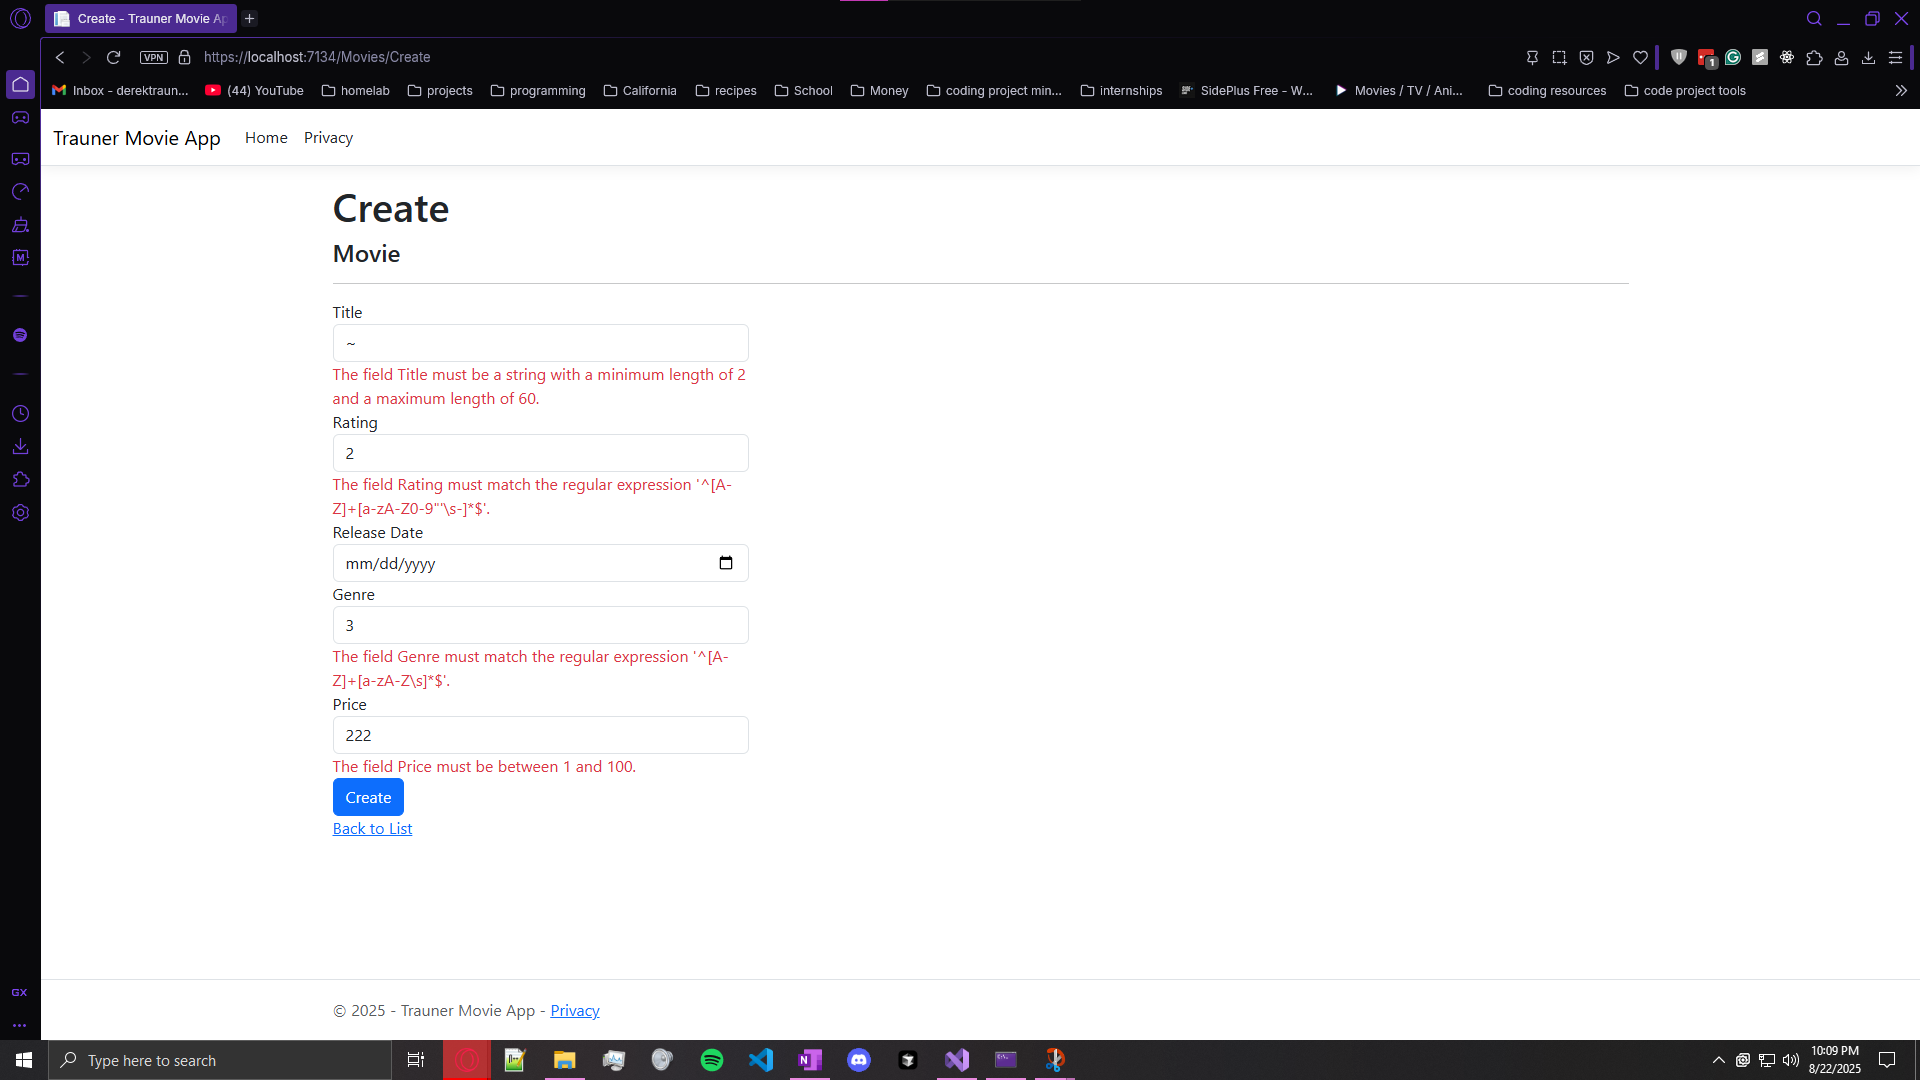 Create - Trauner Movie Ap
VPN
https://localhost:7134/Movies/Create
1
Inbox - derektraun...
(44) YouTube
homelab
projects
programming
California
recipes
School
Money
coding project min...
internships
SidePlus Free - W...
Movies / TV / Ani...
coding resources
code project tools
Trauner Movie App
Home
Privacy
Create
Movie
Title
~
The field Title must be a string with a minimum length of 2
and a maximum length of 60.
Rating
2
The field Rating must match the regular expression '^[A-
Z]+[a-zA-Z0-9"'\s-]*$'.
Release Date
mm/dd/yyyy
Genre
3
The field Genre must match the regular expression '^[A-
Z]+[a-zA-Z\s]*$'.
Price
222
The field Price must be between 1 and 100.
Create
Back to List
© 2025 - Trauner Movie App - Privacy
GX
Type here to search
10:09 PM
8/22/2025